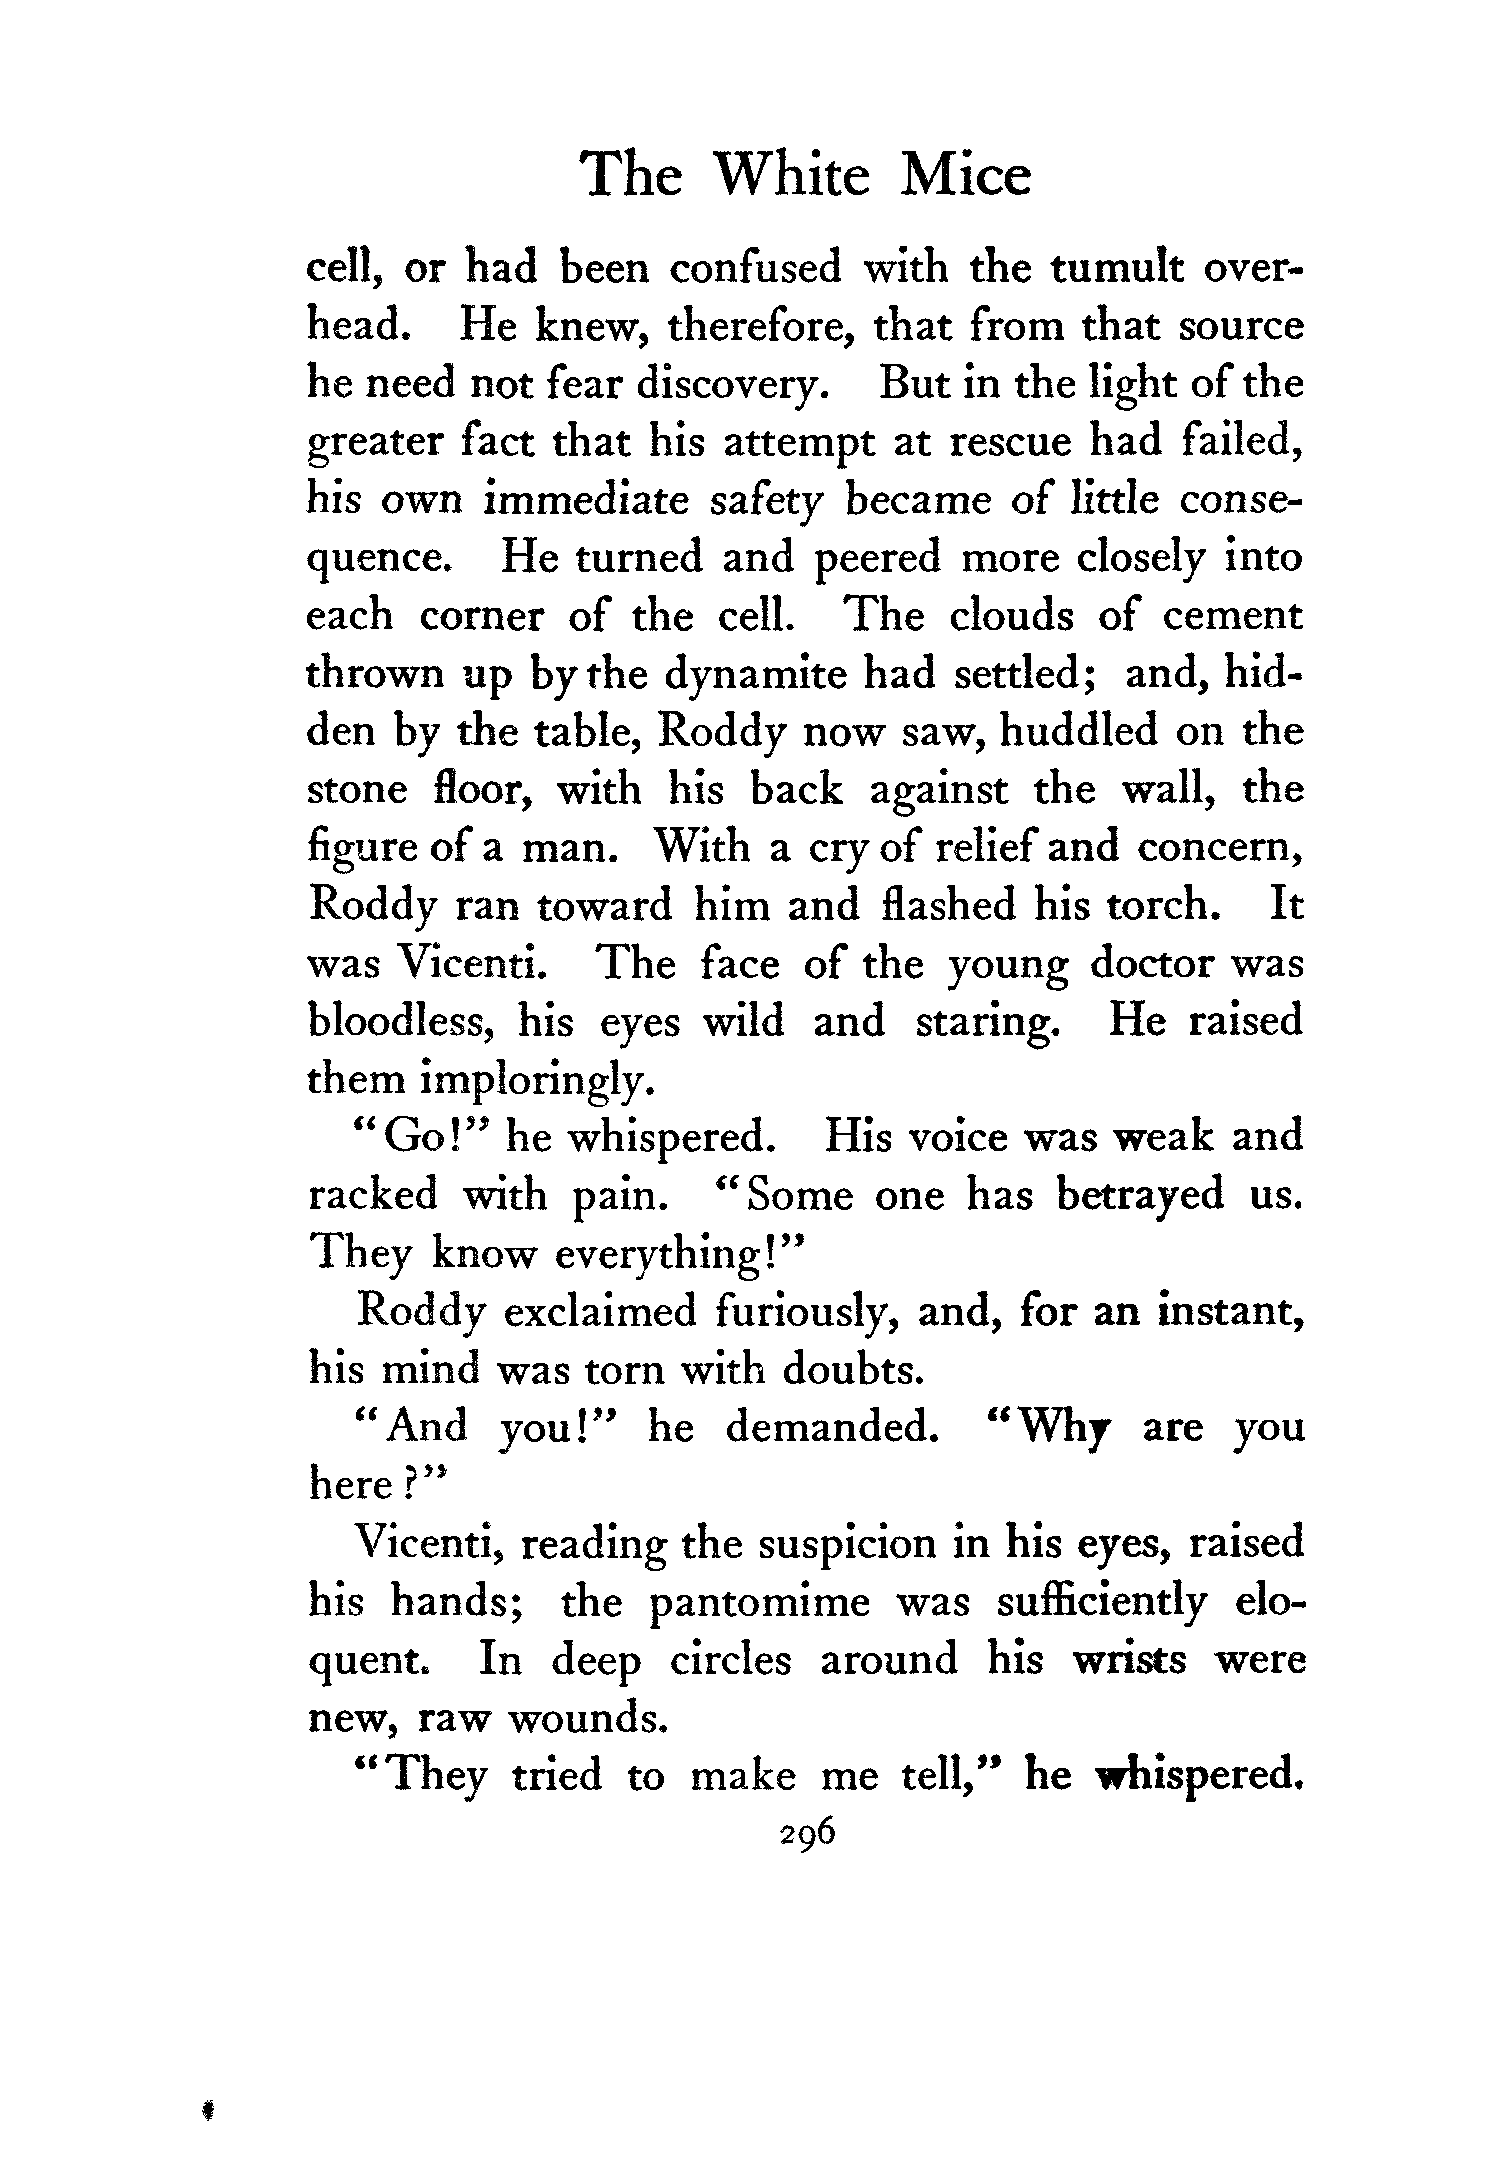 The White Mice
cell, or had been confused with the tumult over-
head. He knew, therefore, that from that source
he need not fear discovery. But in the light of the
greater fact that his attempt at rescue had failed,
his own immediate safety became of little conse-
quence. He turned and peered more closely into
each corner of the cell. The clouds of cement
thrown up by the dynamite had settled; and, hid-
den by the table, Roddy now saw, huddled on the
stone floor, with his back against the wall, the
figure of a man. With a cry of relief and concern,
Roddy ran toward him and flashed his torch. It
was Vicenti. The face of the young doctor was
bloodless, his eyes wild and staring. He raised
them imploringly.
"Go!" he whispered. His voice was weak and
racked with pain. "Some one has betrayed us.
They know everything!"
Roddy exclaimed furiously, and, for an instant,
his mind was torn with doubts.
"And you!" he demanded. "Why are you
here?"
Vicenti, reading the suspicion in his eyes, raised
his hands; the pantomime was sufficiently elo-
quent. In deep circles around his wrists were
new, raw wounds.
"They tried to make me tell," he whispered.
296